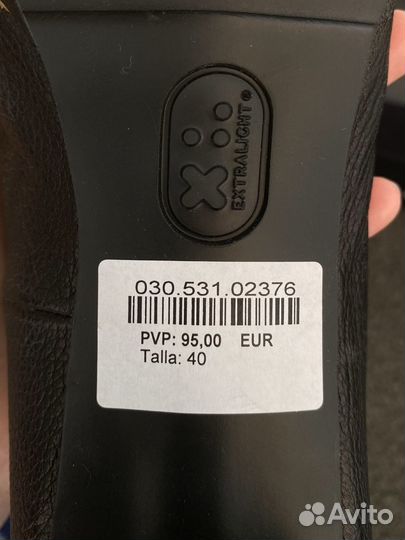 EXTRALIGHT®
030.531.02376
PVP: 95,00 EUR
Talla: 40
Avito